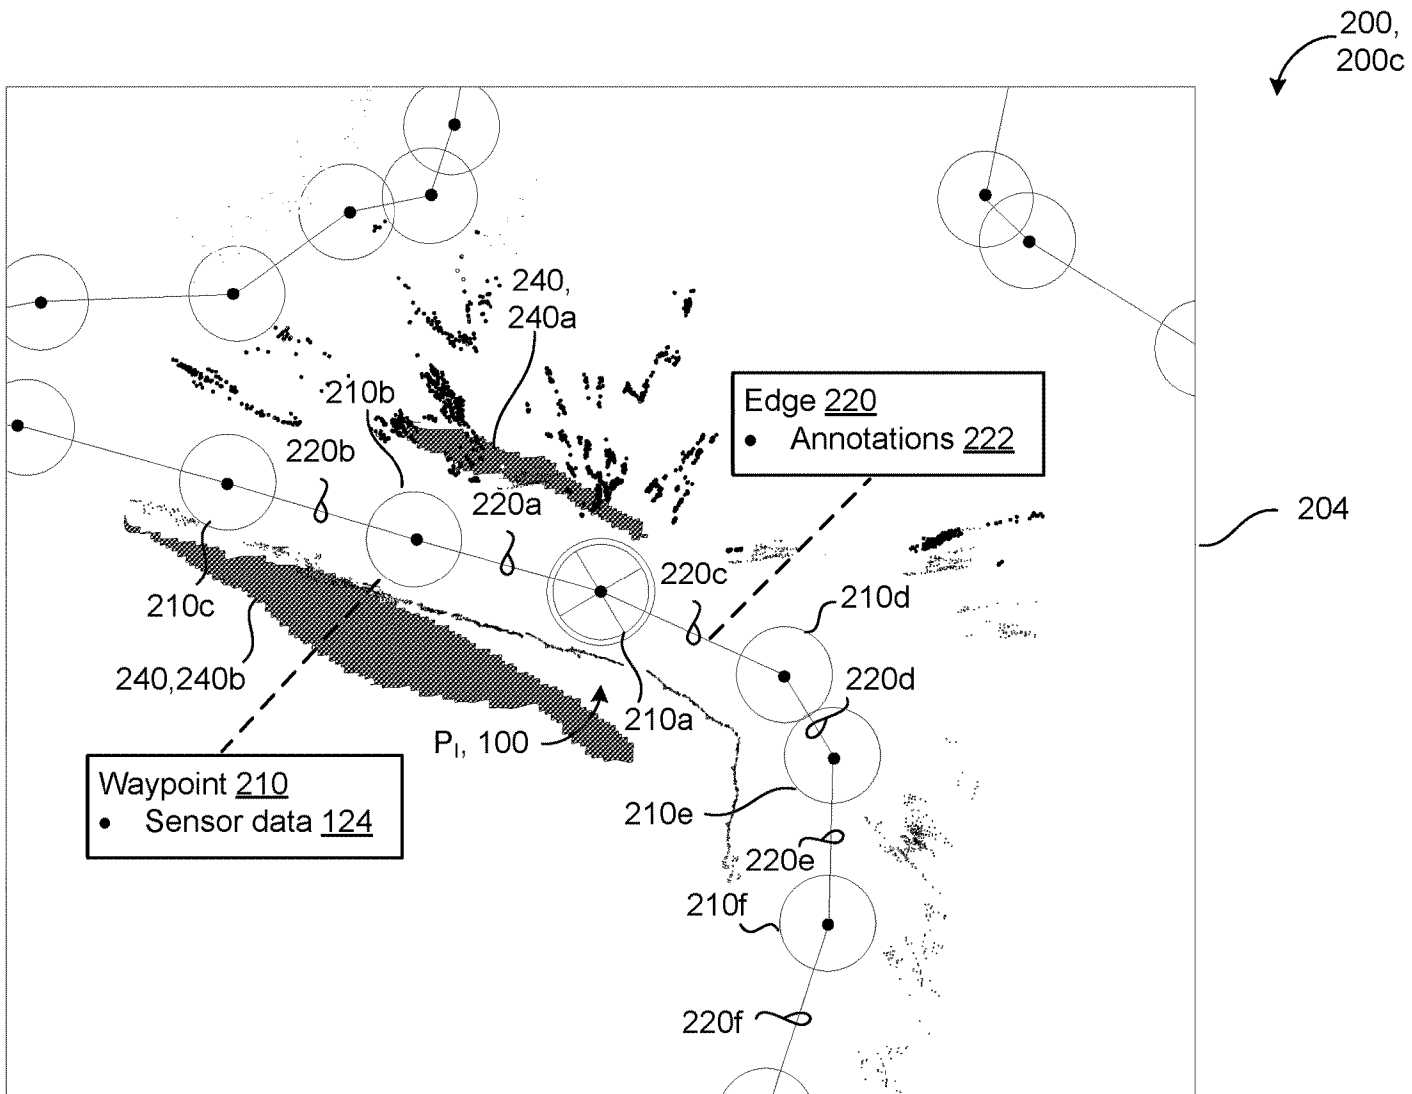 200,
200c
240,
240a
210b
Edge 220
• Annotations 222
220b
220a
204
220c
210c
210d
240,240b
220d
210a
P_I, 100
Waypoint 210
• Sensor data 124
210e
220e
210f
220f